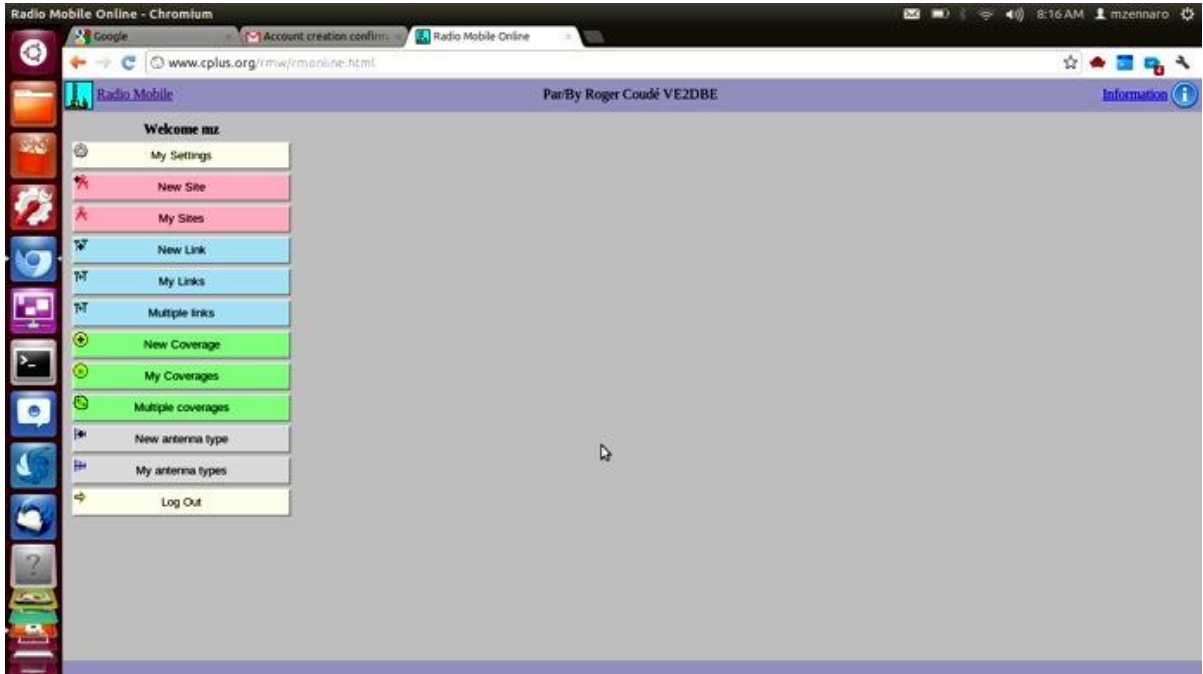 Radio Mobile Online - Chromium
8:16 AM mzennaro
Google
Account creation confirm
Radio Mobile Online
www.cplus.org/rmw/rmonline.html
Radio Mobile
Par/By Roger Coudé VE2DBE
Information
Welcome mz
My Settings
New Site
My Sites
New Link
My Links
Multiple links
New Coverage
My Coverages
Multiple coverages
New antenna type
My antenna types
Log Out